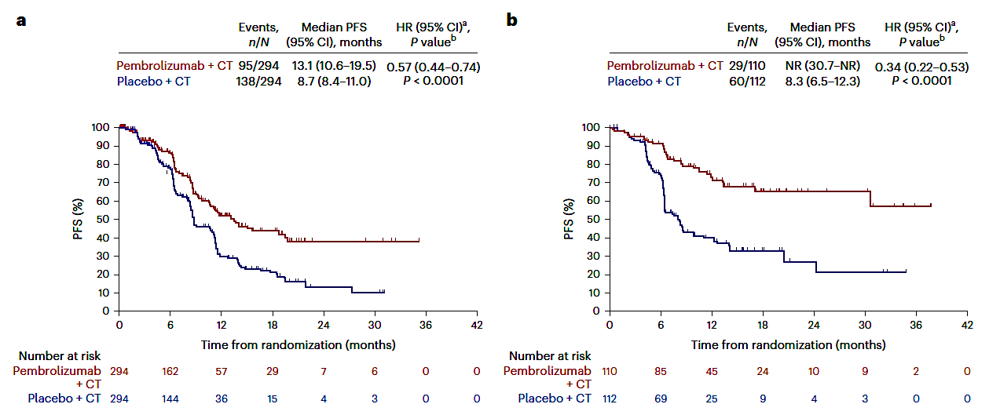 a
Events, Median PFS HR (95% CI)a,
n/N (95% CI), months P valueb
Pembrolizumab + CT 95/294 13.1 (10.6–19.5) 0.57 (0.44–0.74)
Placebo + CT 138/294 8.7 (8.4–11.0) P < 0.0001
PFS (%)
100
90
80
70
60
50
40
30
20
10
0
0 6 12 18 24 30 36 42
Time from randomization (months)
Number at risk
Pembrolizumab 294 162 57 29 7 6 0 0
+ CT
Placebo + CT 294 144 36 15 4 3 0 0
b
Events, Median PFS HR (95% CI)a,
n/N (95% CI), months P valueb
Pembrolizumab + CT 29/110 NR (30.7–NR) 0.34 (0.22–0.53)
Placebo + CT 60/112 8.3 (6.5–12.3) P < 0.0001
PFS (%)
100
90
80
70
60
50
40
30
20
10
0
0 6 12 18 24 30 36 42
Time from randomization (months)
Number at risk
Pembrolizumab 110 85 45 24 10 9 2 0
+ CT
Placebo + CT 112 69 25 9 4 3 0 0